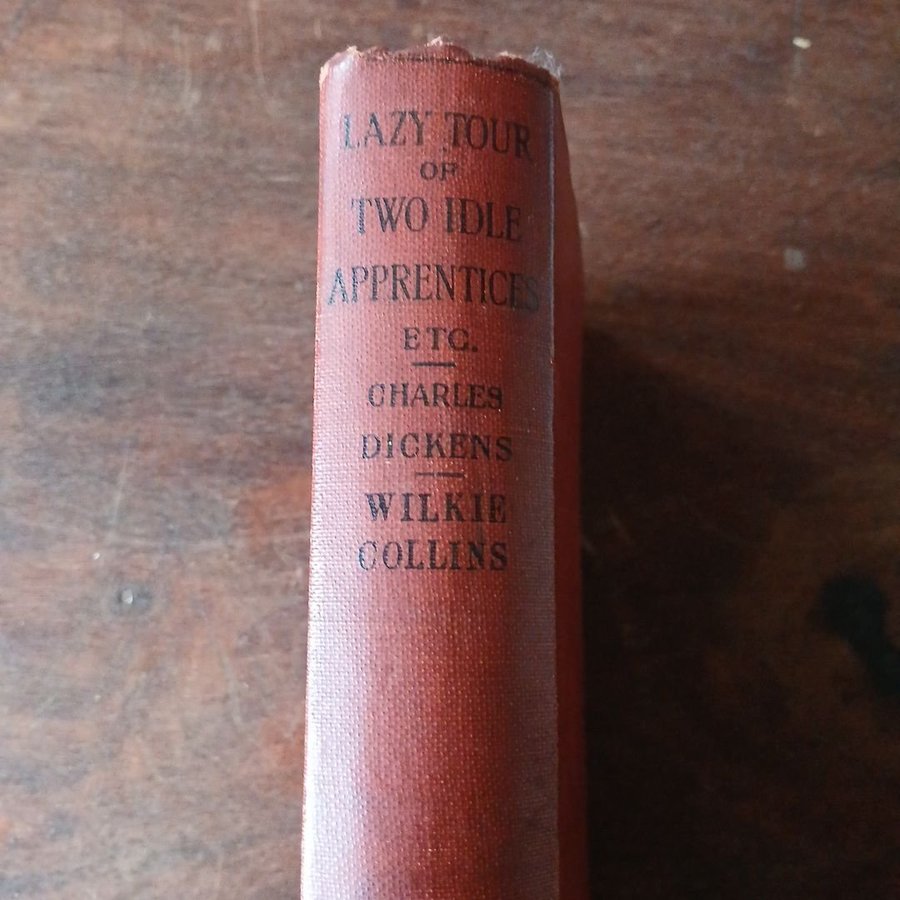 LAZY TOUR
OF
TWO IDLE
APPRENTICES
ETC.
CHARLES
DICKENS
WILKIE
COLLINS